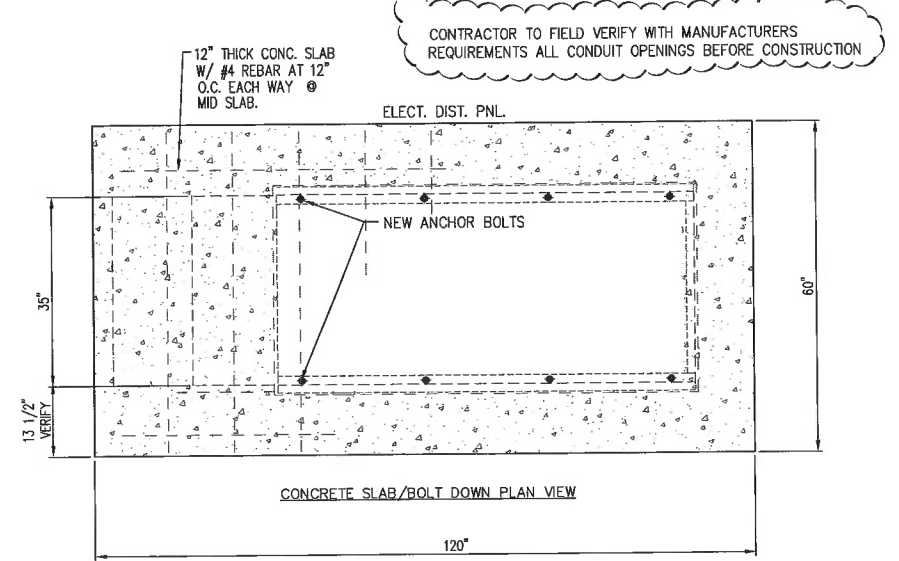 CONTRACTOR TO FIELD VERIFY WITH MANUFACTURERS
REQUIREMENTS ALL CONDUIT OPENINGS BEFORE CONSTRUCTION
12" THICK CONC. SLAB
W/ #4 REBAR AT 12"
O.C. EACH WAY @
MID SLAB.
ELECT. DIST. PNL.
NEW ANCHOR BOLTS
35"
60"
13 1/2"
VERIFY
CONCRETE SLAB/BOLT DOWN PLAN VIEW
120"